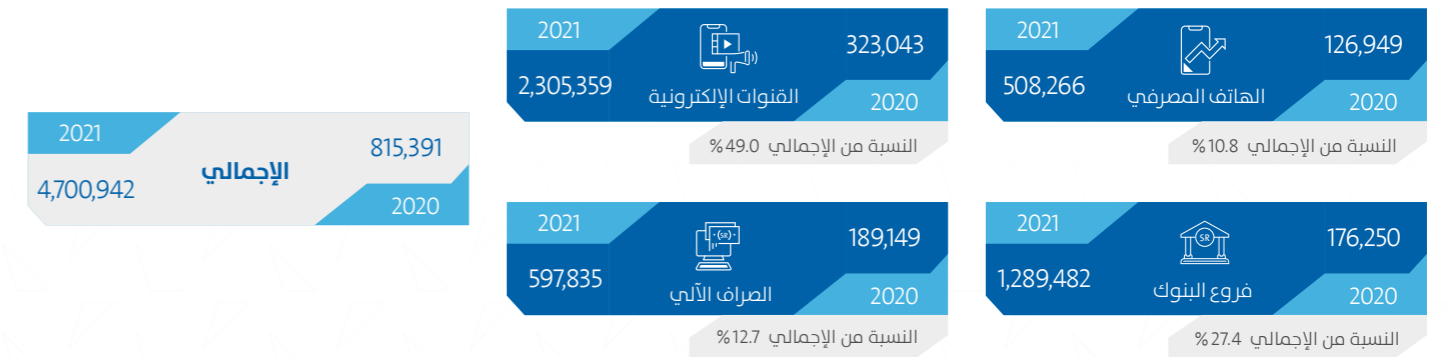 2021
126,949
508,266
الهاتف المصرفي
2020
النسبة من الإجمالي 10.8%
2021
323,043
2,305,359
القنوات الإلكترونية
2020
النسبة من الإجمالي 49.0%
2021
815,391
الإجمالي
4,700,942
2020
2021
176,250
SR
1,289,482
فروع البنوك
2020
النسبة من الإجمالي 27.4%
2021
189,149
(SR)
597,835
الصراف الآلي
2020
النسبة من الإجمالي 12.7%